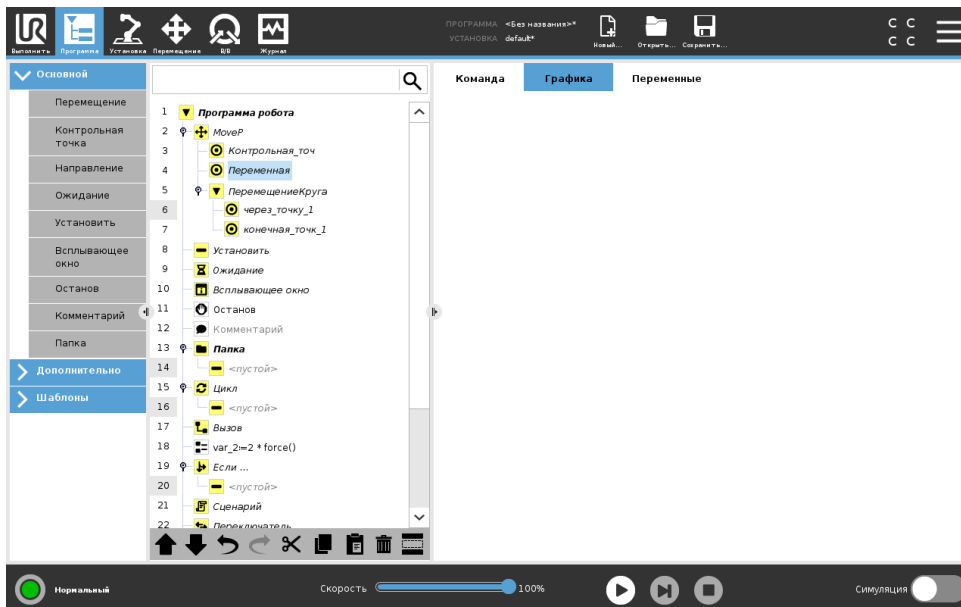 ПРОГРАММА <Без названия>*
УСТАНОВКА default*
C C
C C
Выполнить Программа Установка Перемещение В/В Журнал
Новый... Открыть... Сохранить...
Основной
Перемещение
Контрольная
точка
Направление
Ожидание
Установить
Всплывающее
окно
Останов
Комментарий
Папка
Дополнительно
Шаблоны
1 Программа робота
2 MoveP
3 Контрольная_точ
4 Переменная
5 ПеремещениеКруга
6 через_точку_1
7 конечная_точк_1
8 Установить
9 Ожидание
10 Всплывающее окно
11 Останов
12 Комментарий
13 Папка
14 <пустой>
15 Цикл
16 <пустой>
17 Вызов
18 var_2≔2 * force()
19 Если ...
20 <пустой>
21 Сценарий
22 Переключатель
Команда Графика Переменные
Нормальный
Скорость 100%
Симуляция